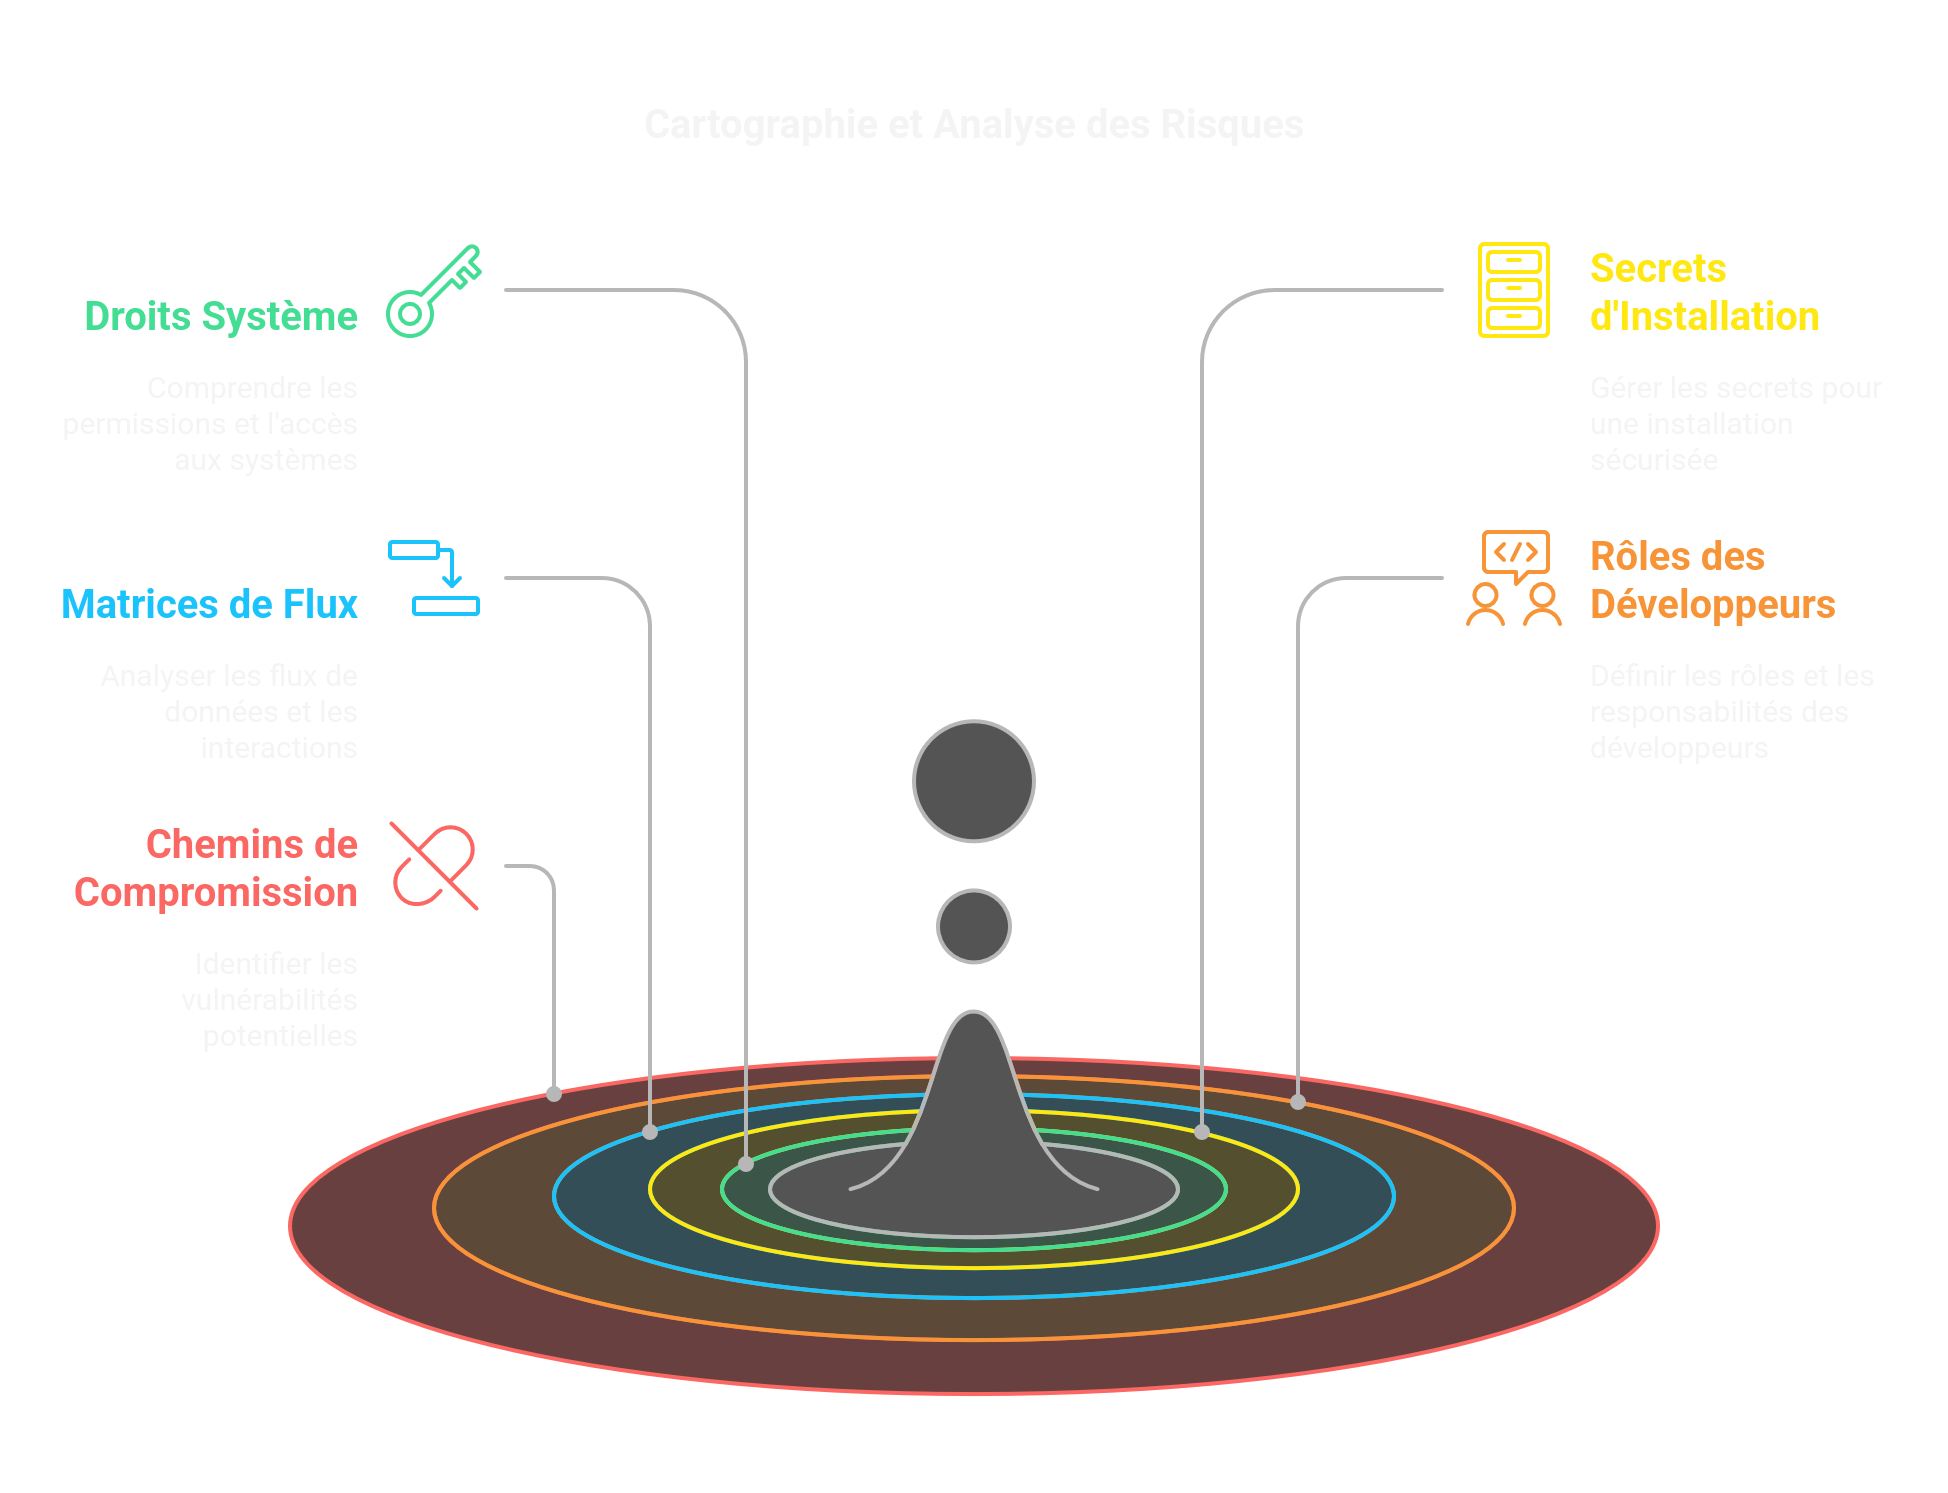 Cartographie et Analyse des Risques
Droits Système
Comprendre les
permissions et l'accès
aux systèmes
Matrices de Flux
Analyser les flux de
données et les
interactions
Chemins de
Compromission
Identifier les
vulnérabilités
potentielles
Secrets
d'Installation
Gérer les secrets pour
une installation
sécurisée
Rôles des
Développeurs
Définir les rôles et les
responsabilités des
développeurs